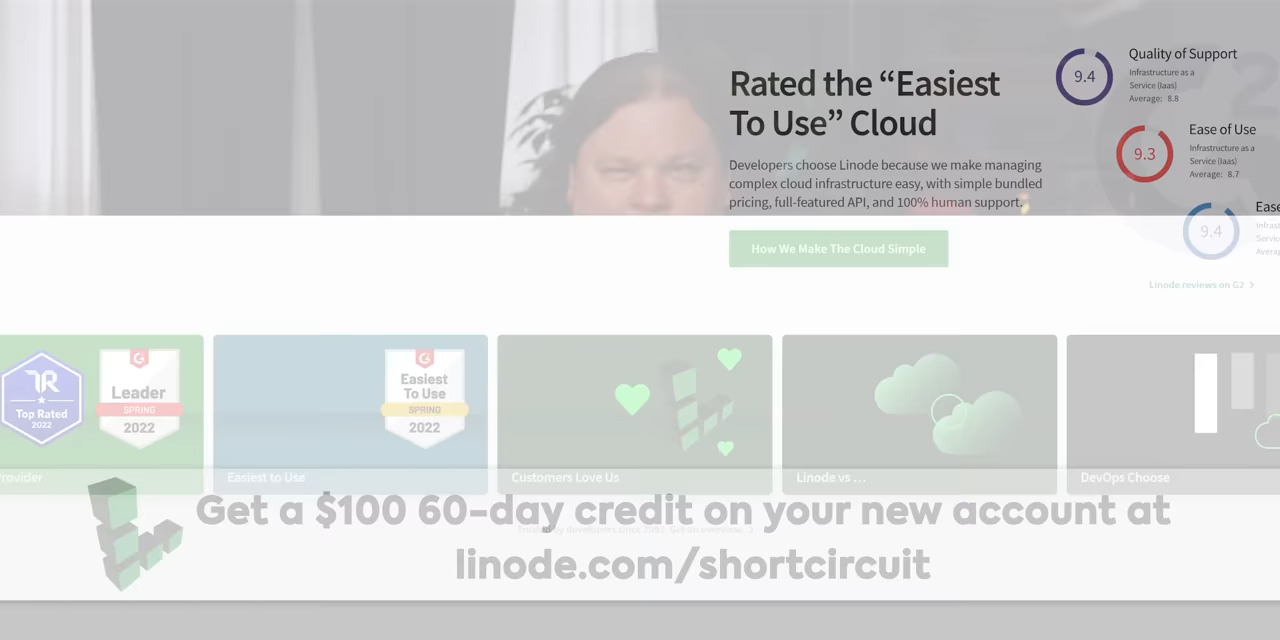 Rated the “Easiest
To Use” Cloud
Developers choose Linode because we make managing
complex cloud infrastructure easy, with simple bundled
pricing, full-featured API, and 100% human support.
How We Make The Cloud Simple
9.4
Quality of Support
Infrastructure as a
Service (Iaas)
Average: 8.8
9.3
Ease of Use
Infrastructure as a
Service (Iaas)
Average: 8.7
9.4
Ease
Linode reviews on G2 >
TR
Top Rated
2022
Leader
SPRING
2022
Easiest
To Use
SPRING
2022
Easiest to Use
Customers Love Us
Linode vs ...
DevOps Choose
Get a $100 60-day credit on your new account at
linode.com/shortcircuit